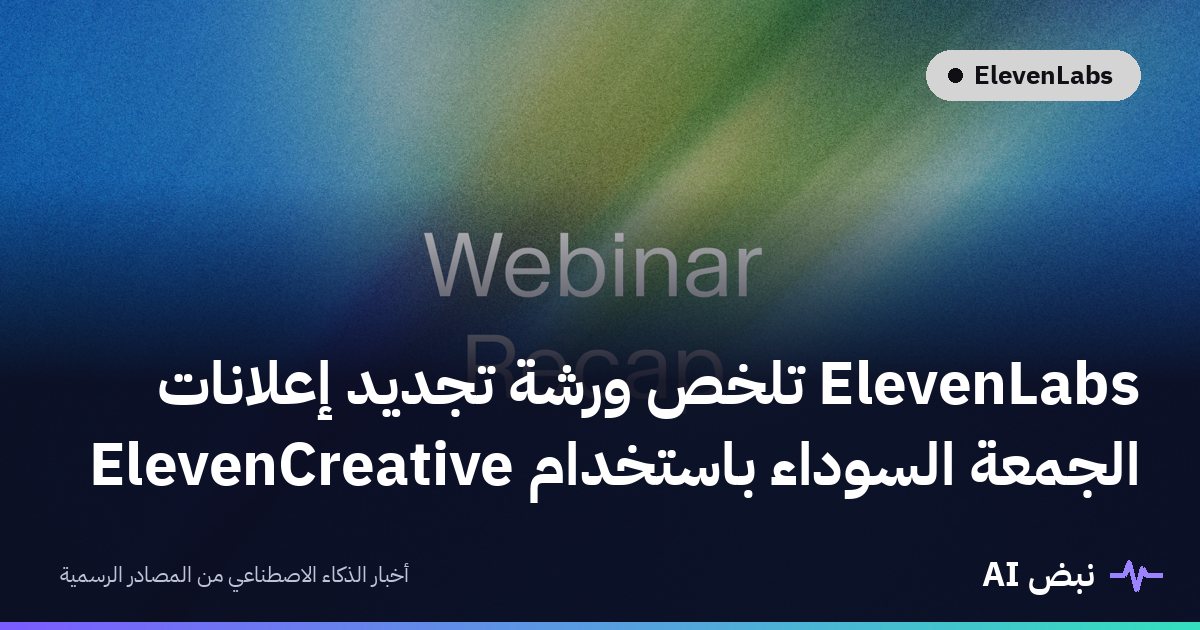 ElevenLabs
Webinar
Recap
ElevenLabs تلخص ورشة تجديد إعلانات
الجمعة السوداء باستخدام ElevenCreative
نبض AI
أخبار الذكاء الاصطناعي من المصادر الرسمية